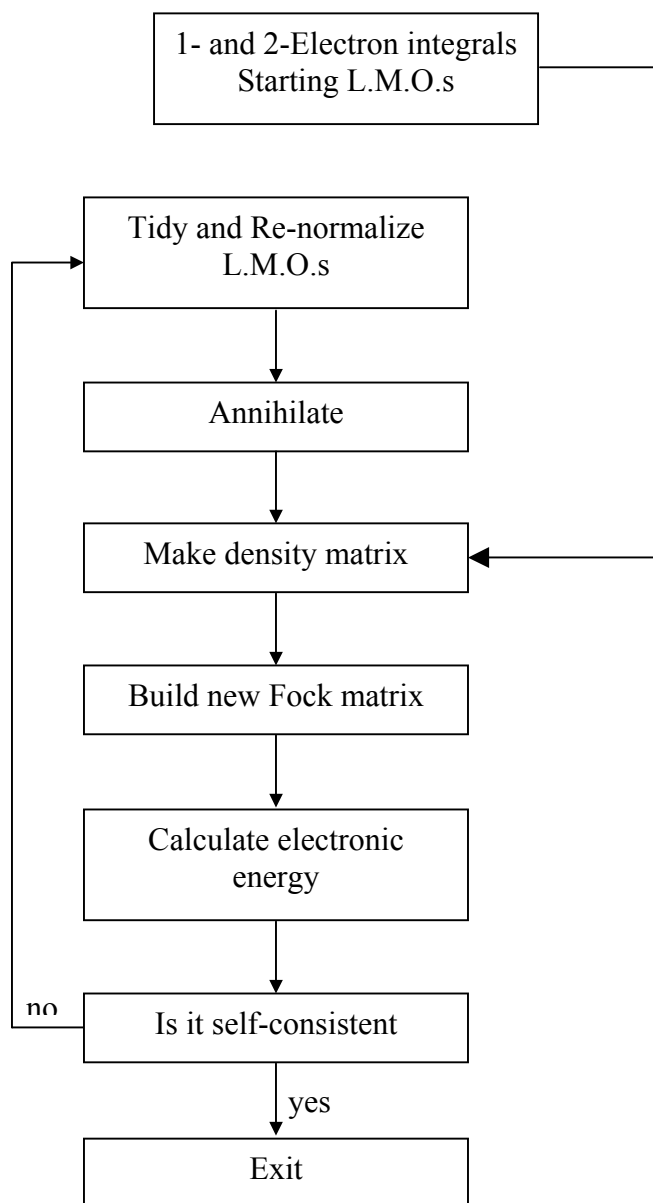 1- and 2-Electron integrals
Starting L.M.O.s
Tidy and Re-normalize
L.M.O.s
Annihilate
Make density matrix
Build new Fock matrix
Calculate electronic
energy
no
Is it self-consistent
yes
Exit